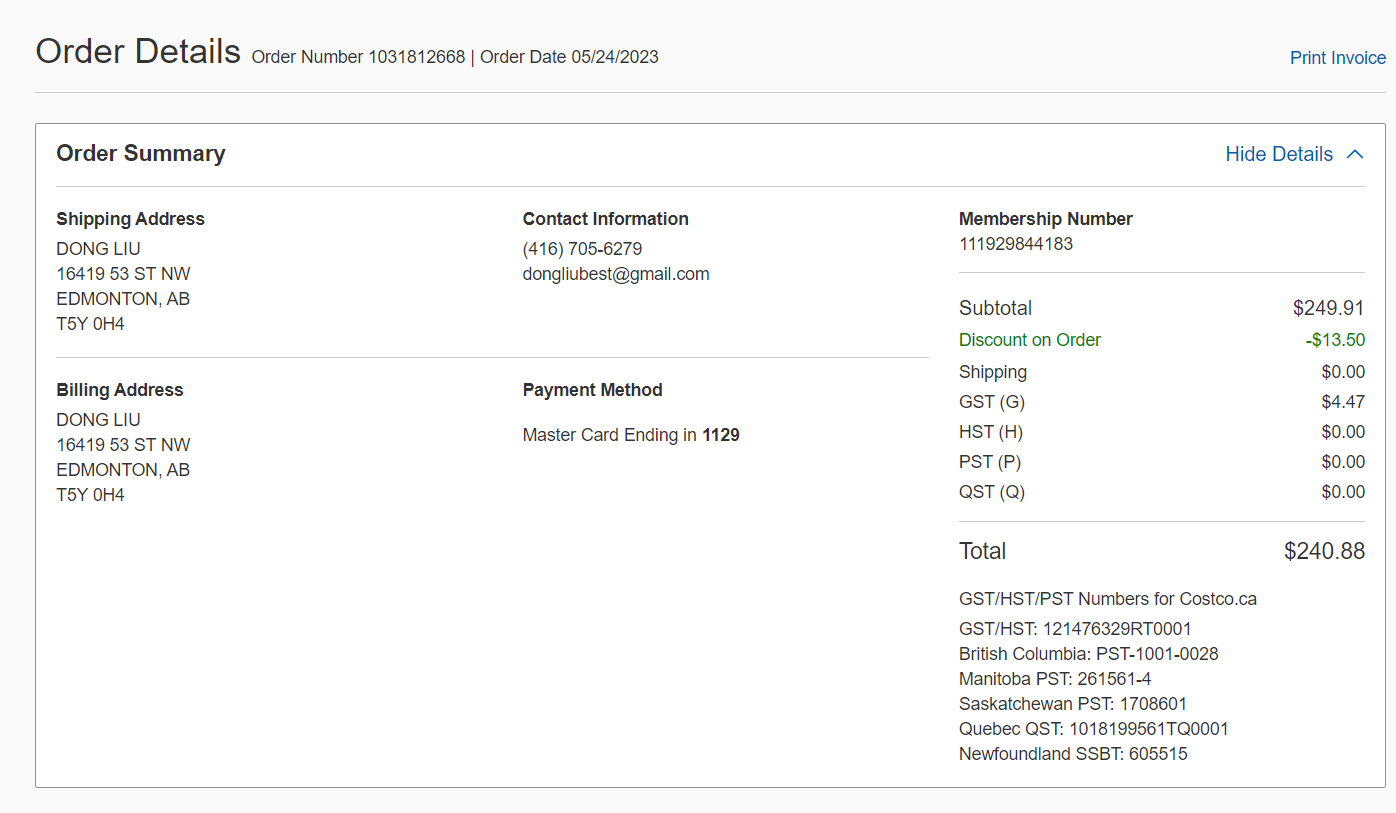 Order Details Order Number 1031812668 | Order Date 05/24/2023
Print Invoice
Order Summary
Hide Details
Shipping Address
DONG LIU
16419 53 ST NW
EDMONTON, AB
T5Y 0H4
Contact Information
(416) 705-6279
dongliubest@gmail.com
Billing Address
DONG LIU
16419 53 ST NW
EDMONTON, AB
T5Y 0H4
Payment Method
Master Card Ending in 1129
Membership Number
111929844183
Subtotal $249.91
Discount on Order -$13.50
Shipping $0.00
GST (G) $4.47
HST (H) $0.00
PST (P) $0.00
QST (Q) $0.00
Total $240.88
GST/HST/PST Numbers for Costco.ca
GST/HST: 121476329RT0001
British Columbia: PST-1001-0028
Manitoba PST: 261561-4
Saskatchewan PST: 1708601
Quebec QST: 1018199561TQ0001
Newfoundland SSBT: 605515